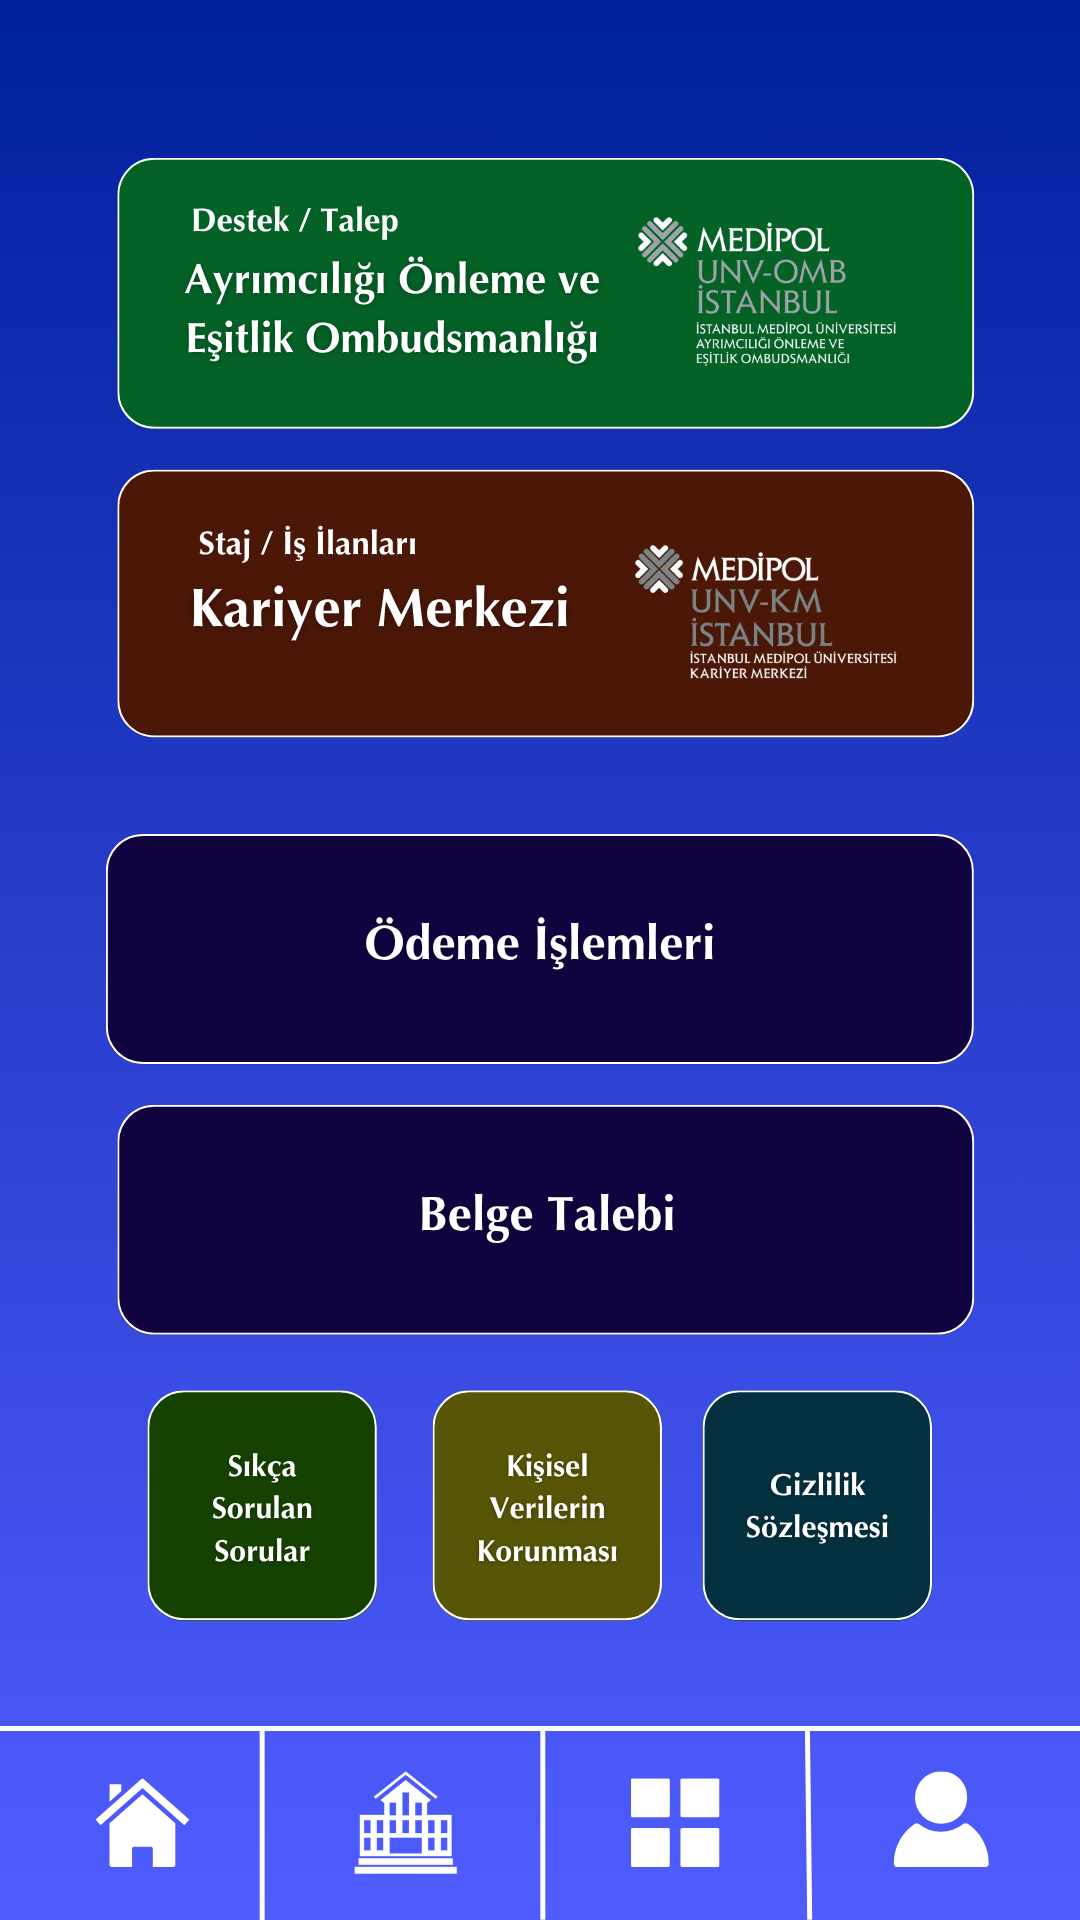 Destek / Talep
Ayrımcılığı Önleme ve
Eşitlik Ombudsmanlığı
MEDİPOL
UNV-OMB
İSTANBUL
İSTANBUL MEDİPOL ÜNİVERSİTESİ
AYRIMCILIĞI ÖNLEME VE
EŞİTLİK OMBUDSMANLIĞI
Staj / İş İlanları
Kariyer Merkezi
MEDİPOL
UNV-KM
İSTANBUL
İSTANBUL MEDİPOL ÜNİVERSİTESİ
KARİYER MERKEZİ
Ödeme İşlemleri
Belge Talebi
Sıkça
Sorulan
Sorular
Kişisel
Verilerin
Korunması
Gizlilik
Sözleşmesi